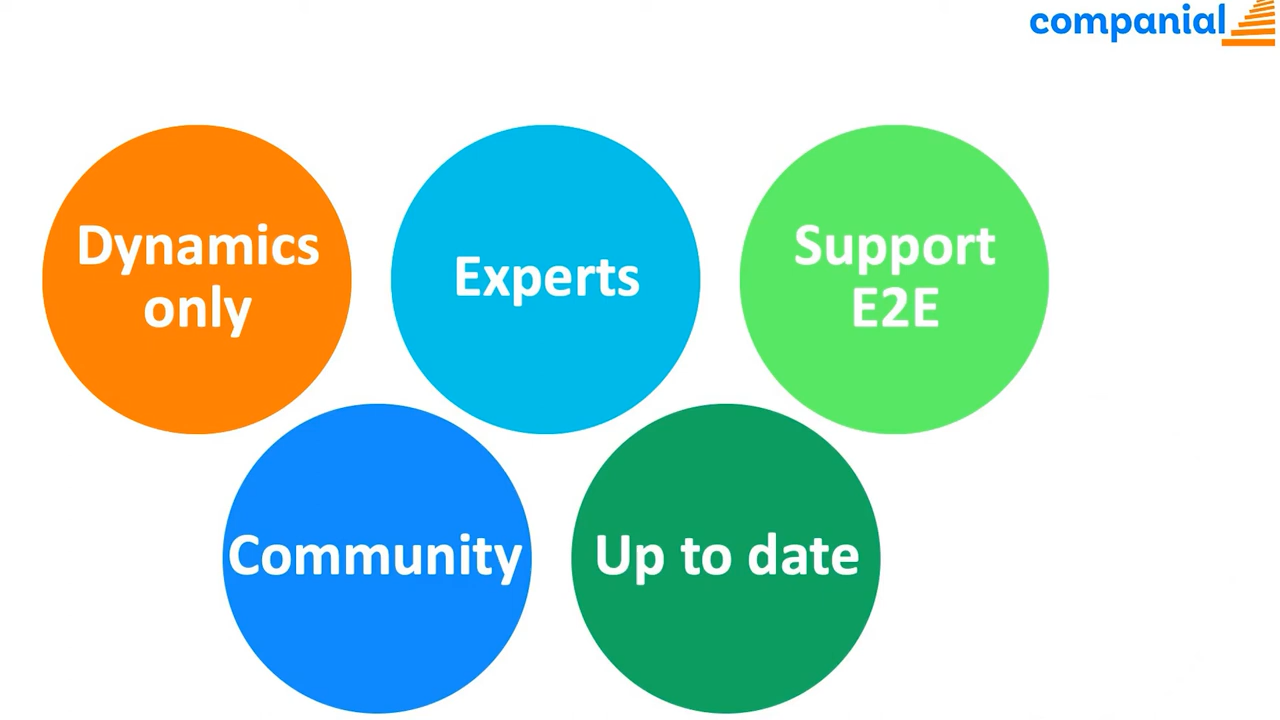 companial
Dynamics
only
Experts
Support
E2E
Community
Up to date